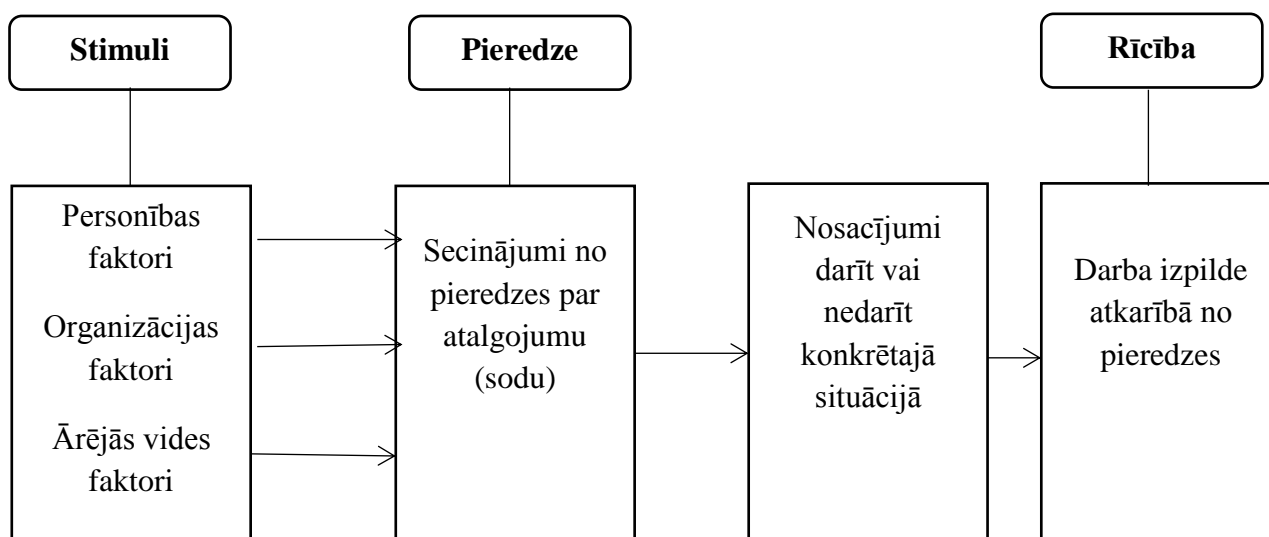 Stimuli
Pieredze
Rīcība
Personības
faktori
Organizācijas
faktori
Ārējās vides
faktori
Secinājumi no
pieredzes par
atalgojumu
(sodu)
Nosacījumi
darīt vai
nedarīt
konkrētajā
situācijā
Darba izpilde
atkarībā no
pieredzes